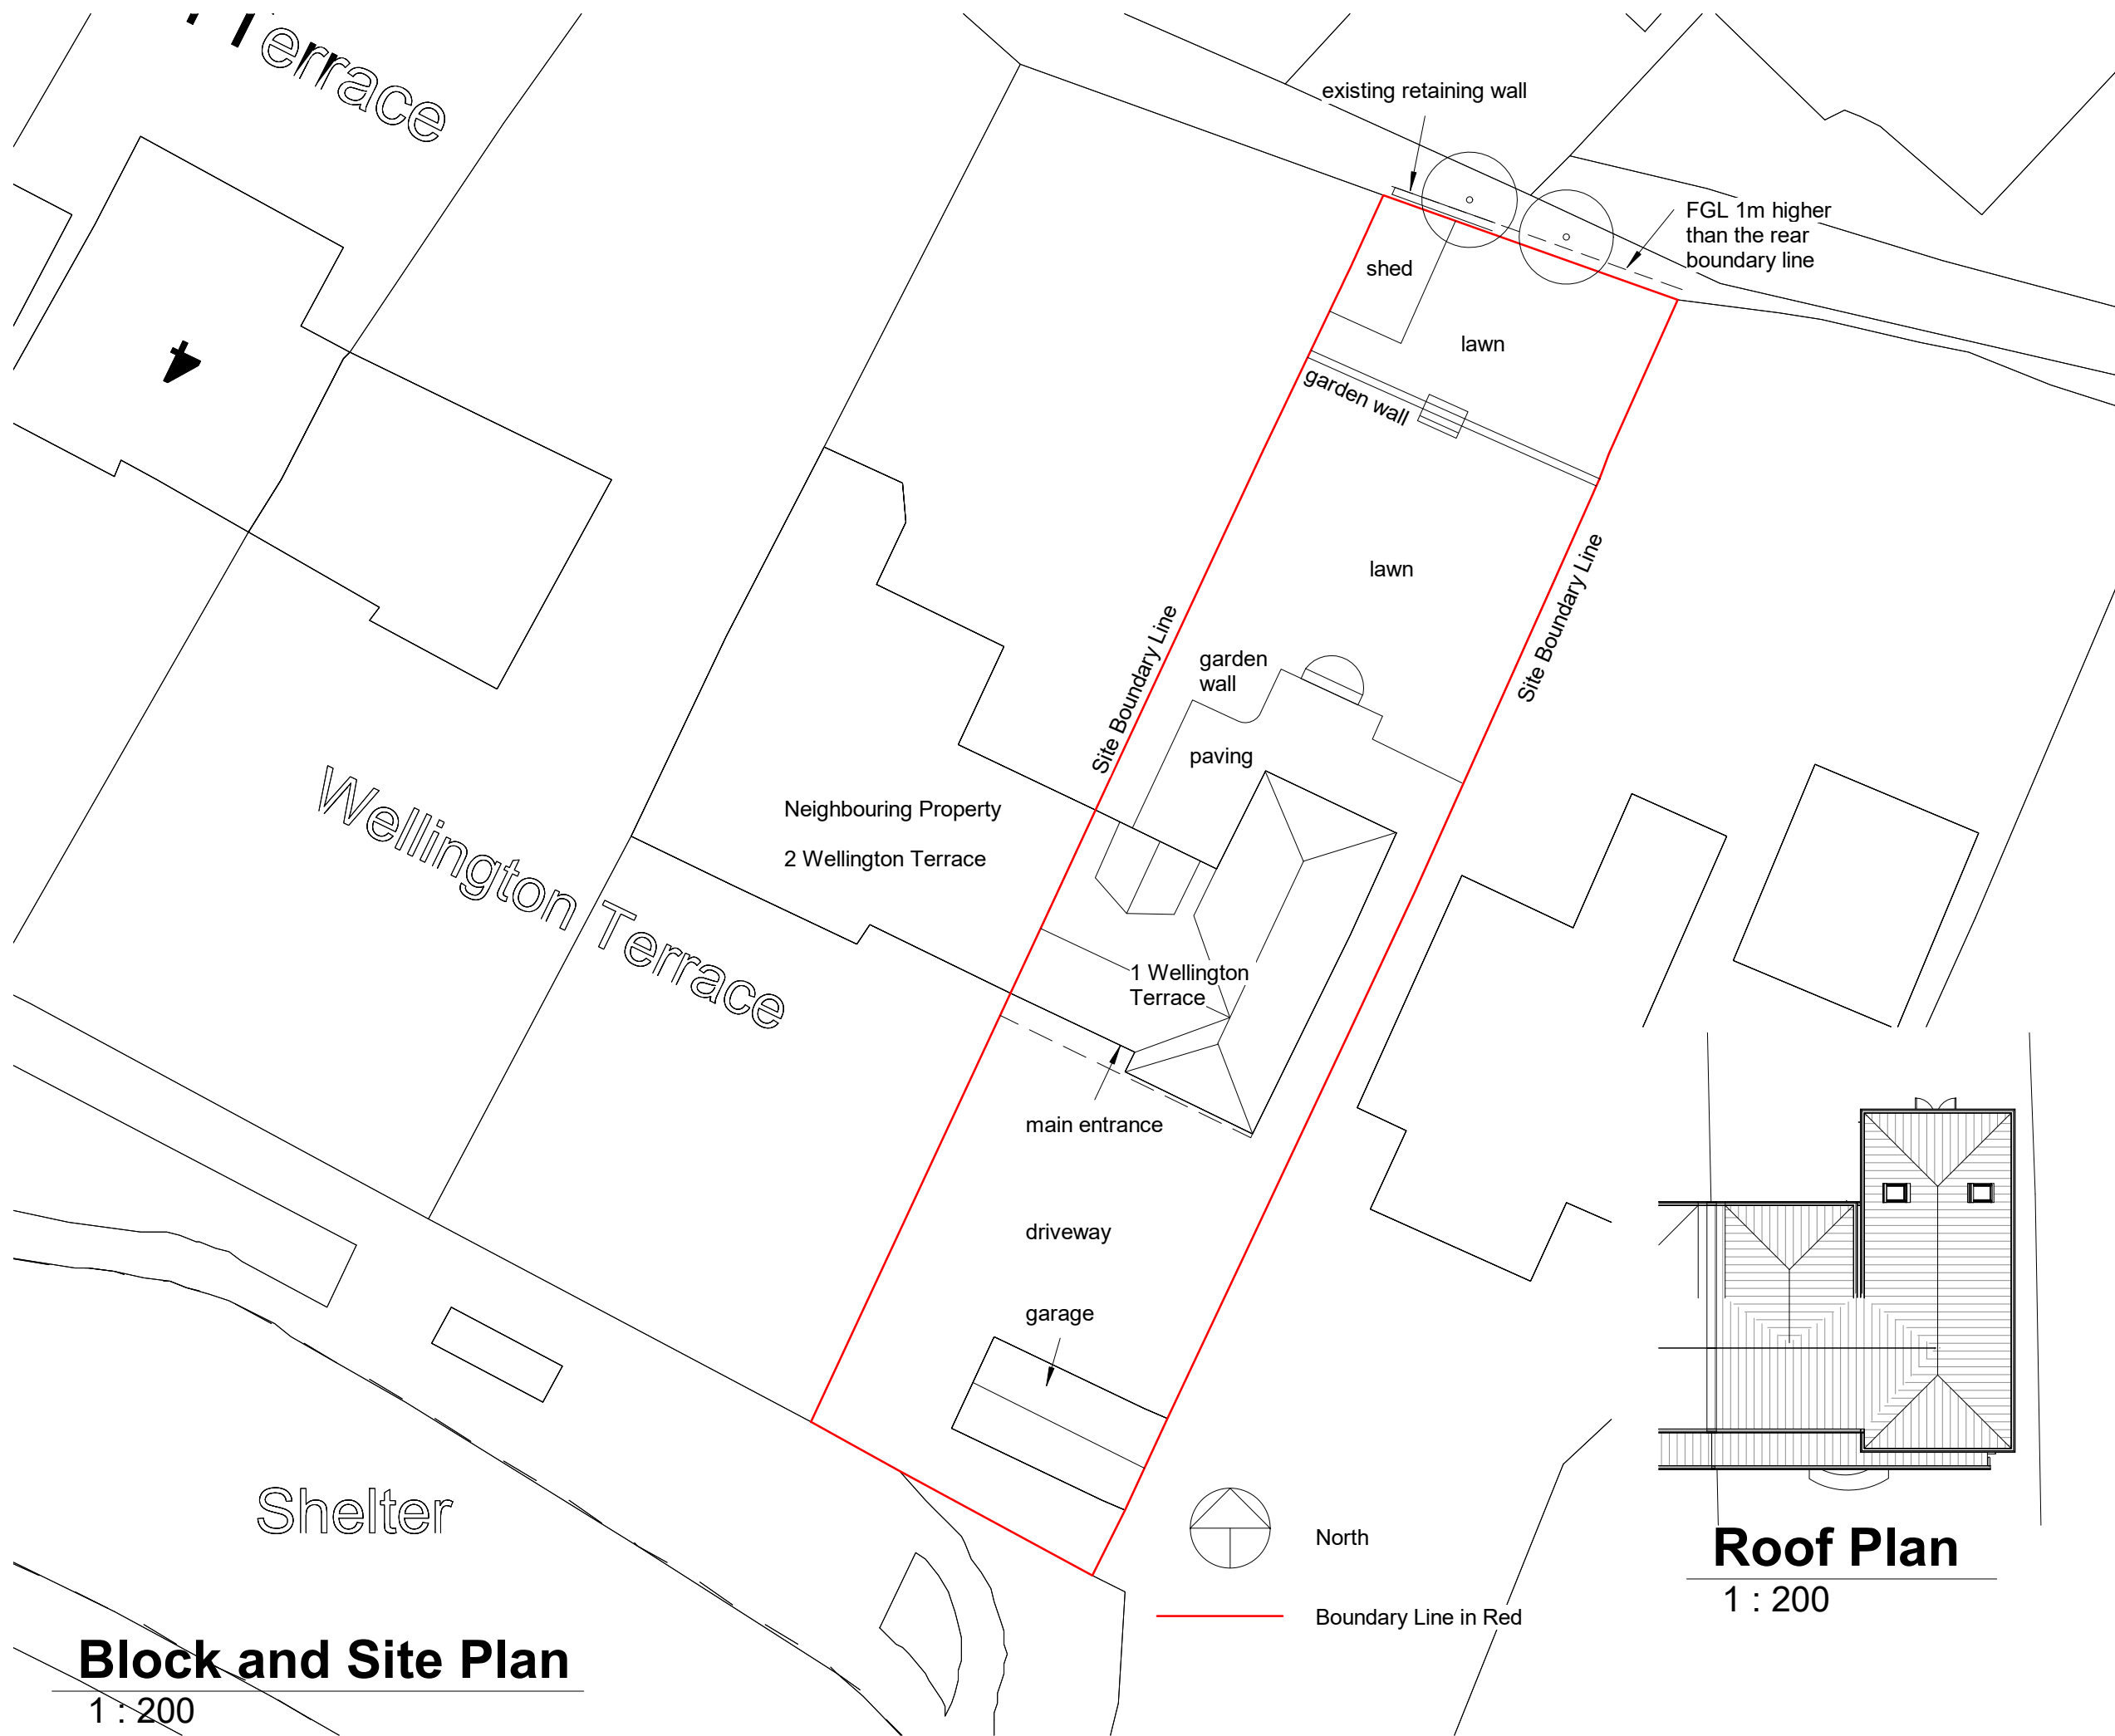 Terrace
existing retaining wall
FGL 1m higher
than the rear
boundary line
shed
lawn
4
garden wall
lawn
Site Boundary Line
Site Boundary Line
garden
wall
paving
Wellington Terrace
Neighbouring Property
2 Wellington Terrace
1 Wellington
Terrace
main entrance
driveway
garage
Shelter
North
Boundary Line in Red
Roof Plan
1 : 200
Block and Site Plan
1 : 200